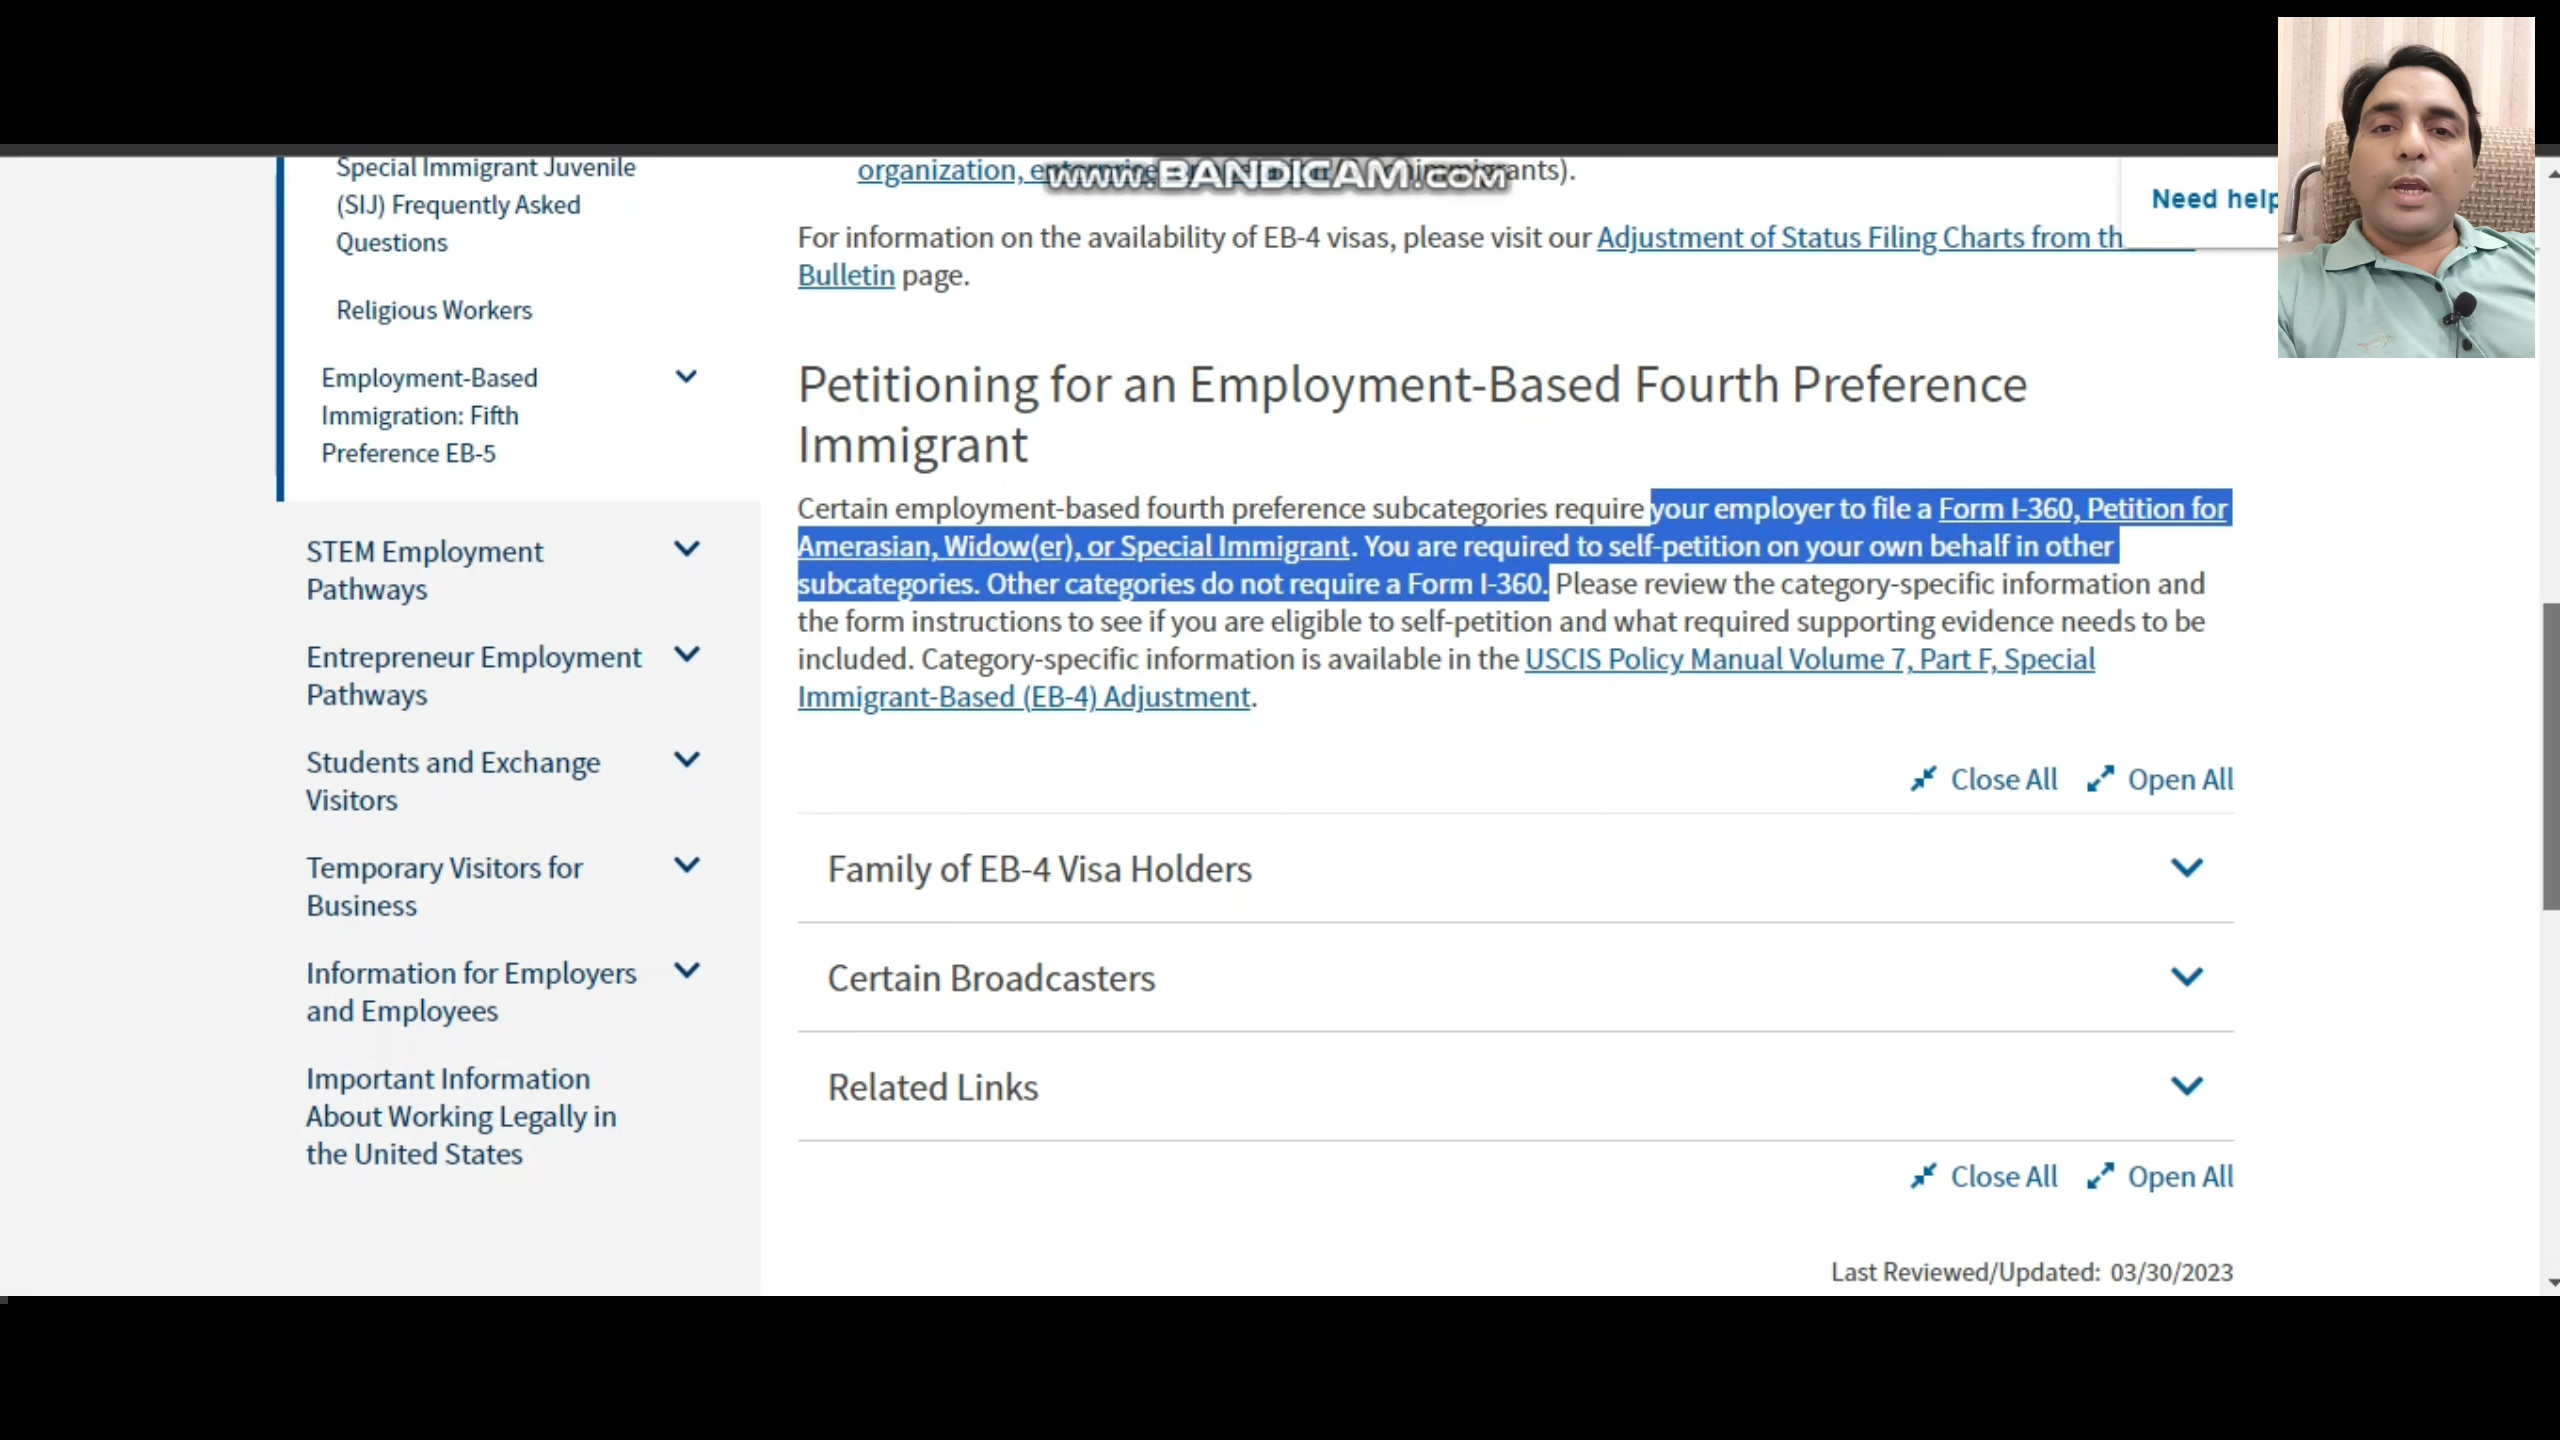 www.BANDICAM.com
Special Immigrant Juvenile
(SIJ) Frequently Asked
Questions
Religious Workers
Employment-Based
Immigration: Fifth
Preference EB-5
STEM Employment
Pathways
Entrepreneur Employment
Pathways
Students and Exchange
Visitors
Temporary Visitors for
Business
Information for Employers
and Employees
Important Information
About Working Legally in
the United States
organization,
Need help
For information on the availability of EB-4 visas, please visit our Adjustment of Status Filing Charts from
Bulletin page.
Petitioning for an Employment-Based Fourth Preference
Immigrant
Certain employment-based fourth preference subcategories require your employer to file a Form I-360, Petition for
Amerasian, Widow(er), or Special Immigrant. You are required to self-petition on your own behalf in other
subcategories. Other categories do not require a Form I-360. Please review the category-specific information and
the form instructions to see if you are eligible to self-petition and what required supporting evidence needs to be
included. Category-specific information is available in the USCIS Policy Manual Volume 7, Part F, Special
Immigrant-Based (EB-4) Adjustment.
Close All Open All
Family of EB-4 Visa Holders
Certain Broadcasters
Related Links
Close All Open All
Last Reviewed/Updated: 03/30/2023